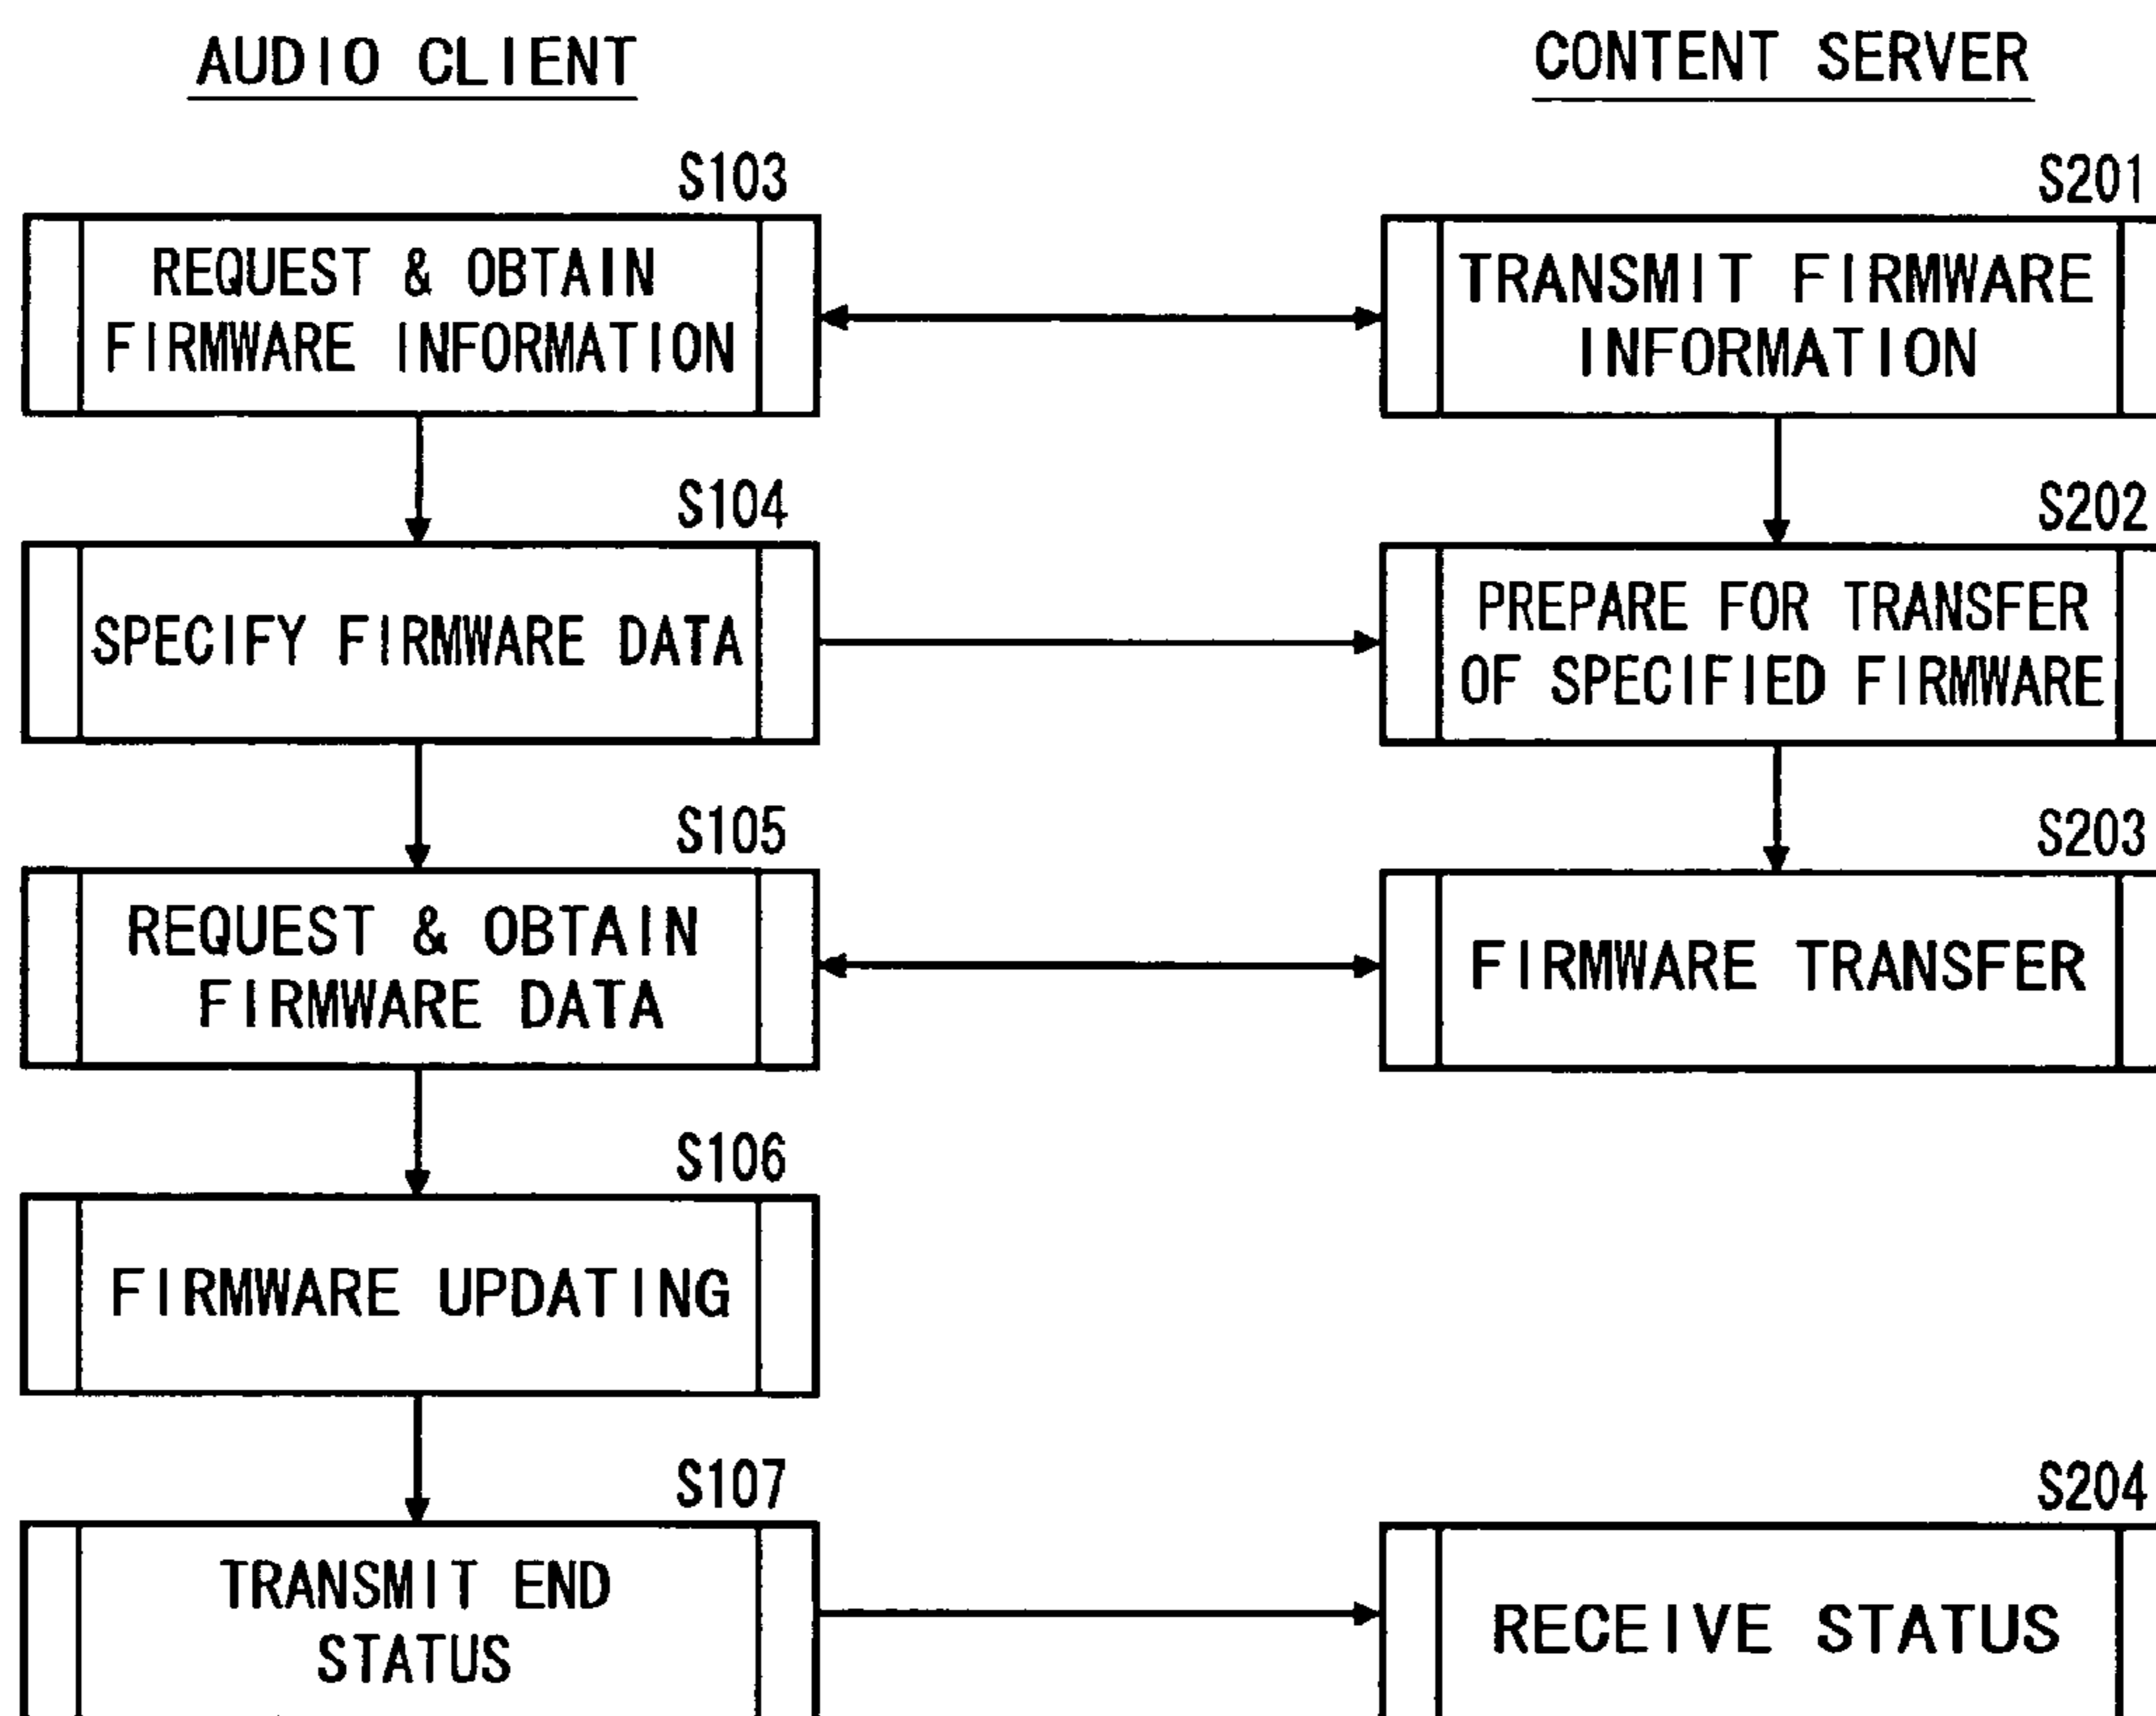 AUDIO CLIENT
CONTENT SERVER
S103
REQUEST & OBTAIN
FIRMWARE INFORMATION
S201
TRANSMIT FIRMWARE
INFORMATION
S104
SPECIFY FIRMWARE DATA
S202
PREPARE FOR TRANSFER
OF SPECIFIED FIRMWARE
S105
REQUEST & OBTAIN
FIRMWARE DATA
S203
FIRMWARE TRANSFER
S106
FIRMWARE UPDATING
S107
TRANSMIT END
STATUS
S204
RECEIVE STATUS